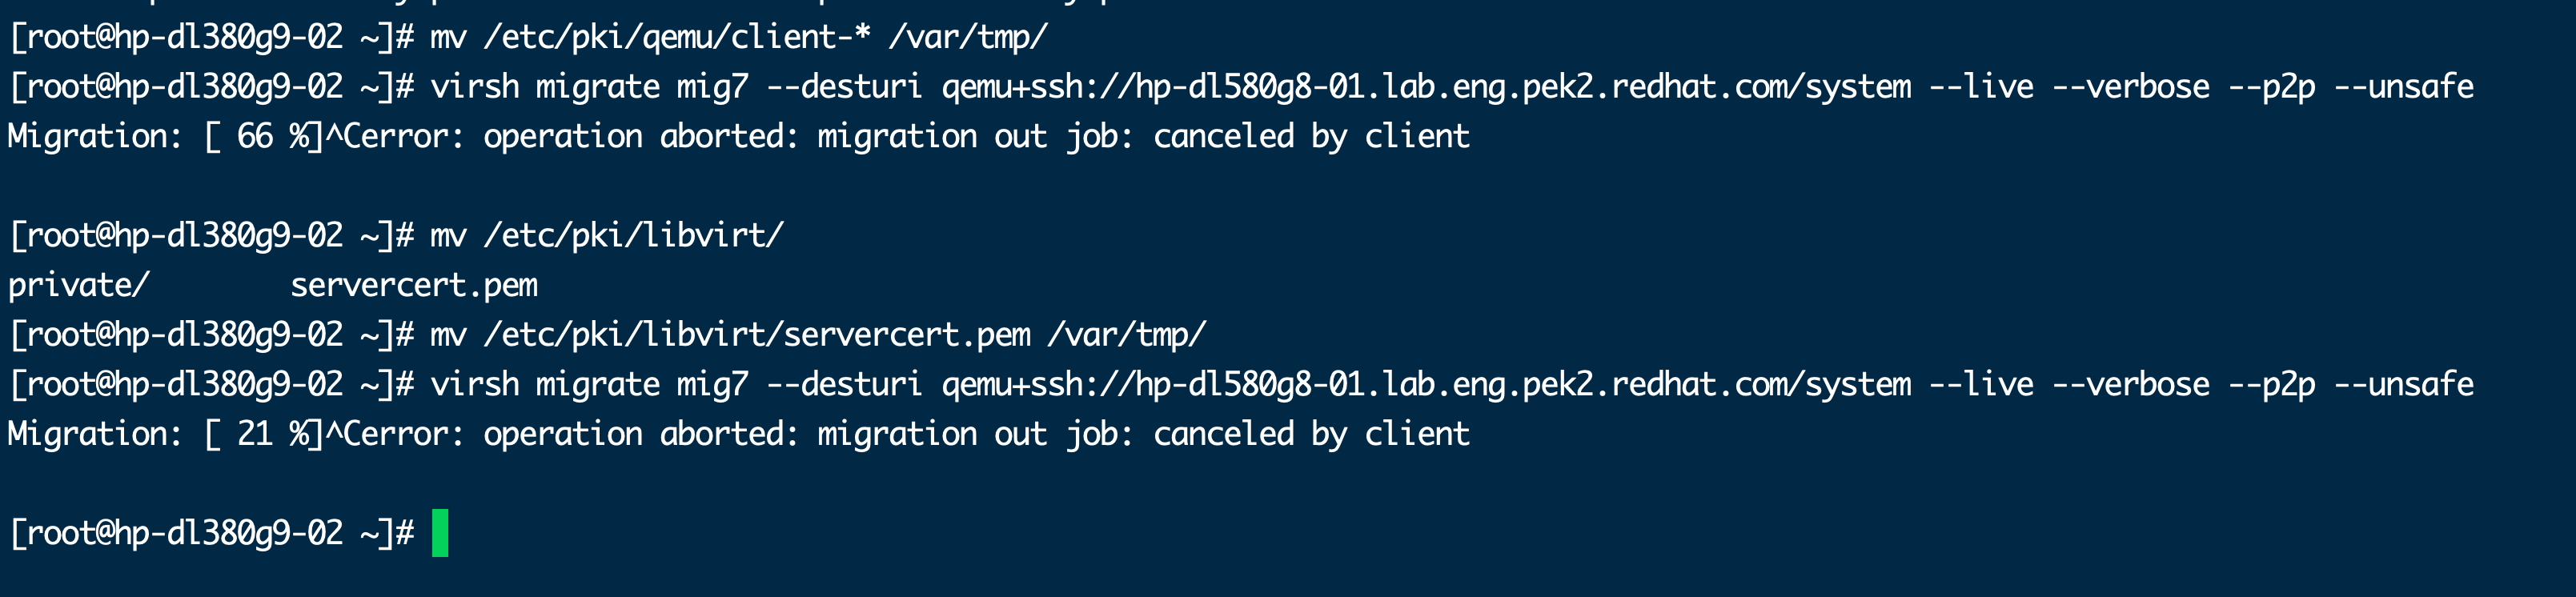 [root@hp-dl380g9-02 ~]# mv /etc/pki/qemu/client-* /var/tmp/
[root@hp-dl380g9-02 ~]# virsh migrate mig7 --desturi qemu+ssh://hp-dl580g8-01.lab.eng.pek2.redhat.com/system --live --verbose --p2p --unsafe
Migration: [ 66 %]^Cerror: operation aborted: migration out job: canceled by client
[root@hp-dl380g9-02 ~]# mv /etc/pki/libvirt/
private/        servercert.pem
[root@hp-dl380g9-02 ~]# mv /etc/pki/libvirt/servercert.pem /var/tmp/
[root@hp-dl380g9-02 ~]# virsh migrate mig7 --desturi qemu+ssh://hp-dl580g8-01.lab.eng.pek2.redhat.com/system --live --verbose --p2p --unsafe
Migration: [ 21 %]^Cerror: operation aborted: migration out job: canceled by client
[root@hp-dl380g9-02 ~]#